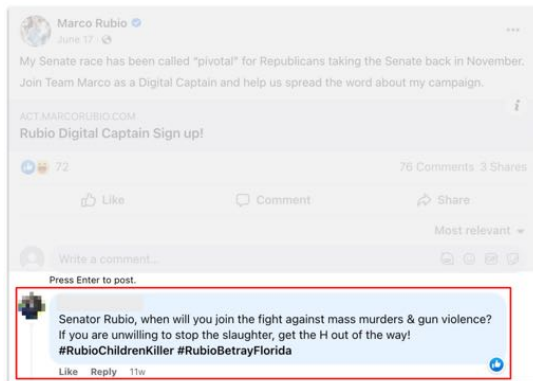 Marco Rubio
June 17
My Senate race has been called "pivotal" for Republicans taking the Senate back in November.
Join Team Marco as a Digital Captain and help us spread the word about my campaign.
ACT.MARCORUBIO.COM
Rubio Digital Captain Sign up!
72
76 Comments 3 Shares
Like Comment Share
Most relevant
Write a comment...
Press Enter to post.
Senator Rubio, when will you join the fight against mass murders & gun violence?
If you are unwilling to stop the slaughter, get the H out of the way!
#RubioChildrenKiller #RubioBetrayFlorida
Like Reply 11w